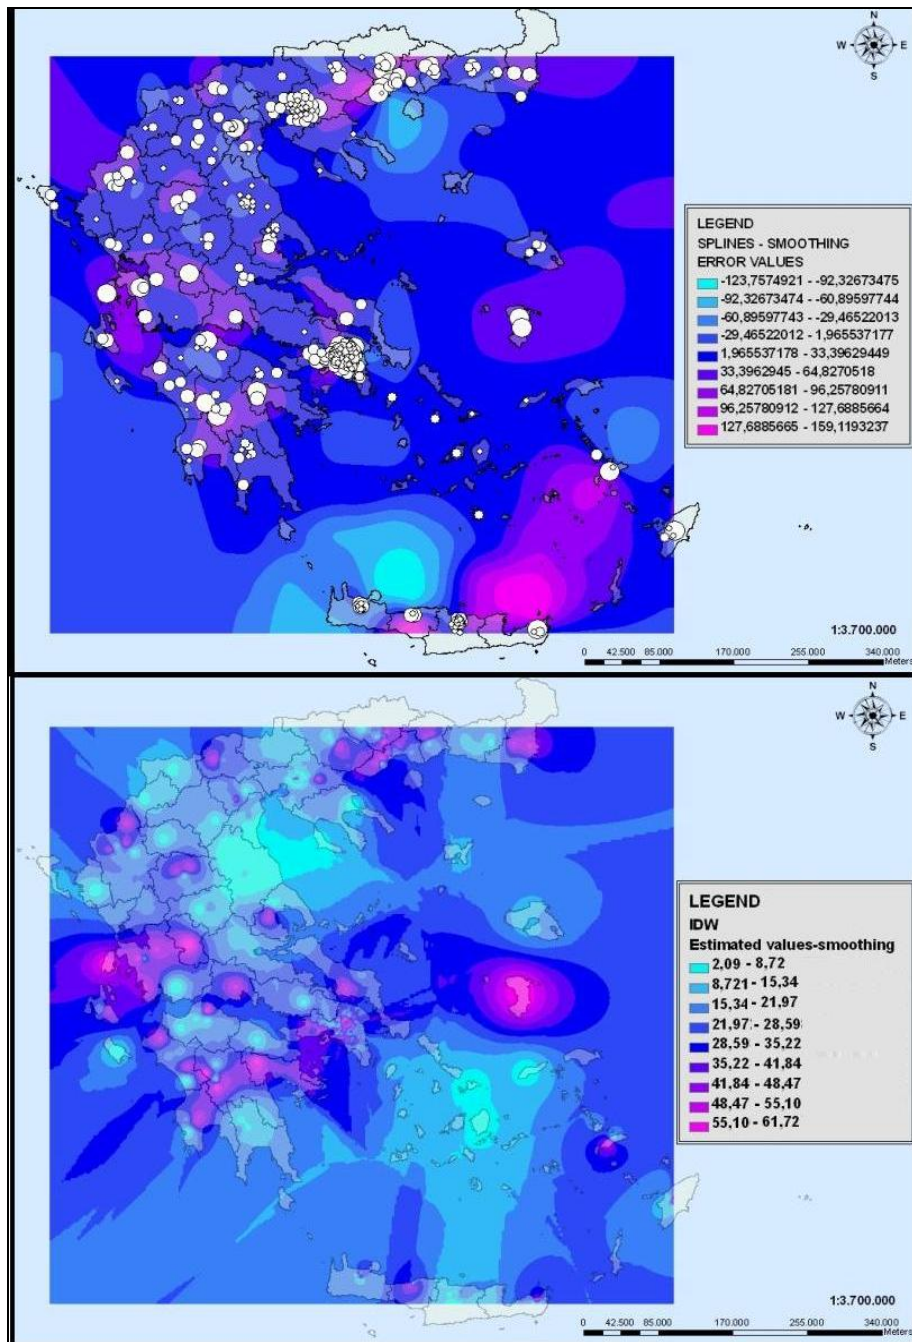 N
W E
S
LEGEND
SPLINES - SMOOTHING
ERROR VALUES
-123,7574921 - -92,32673475
-92,32673474 - -60,89597744
-60,89597743 - -29,46522013
-29,46522012 - 1,965537177
1,965537178 - 33,39629449
33,3962945 - 64,8270518
64,82705181 - 96,25780911
96,25780912 - 127,6885664
127,6885665 - 159,1193237
1:3.700.000
0 42.500 85.000 170.000 255.000 340.000
Meters
N
W E
S
LEGEND
IDW
Estimated values-smoothing
2,09 - 8,72
8,721 - 15,34
15,34 - 21,97
21,97 - 28,59
28,59 - 35,22
35,22 - 41,84
41,84 - 48,47
48,47 - 55,10
55,10 - 61,72
1:3.700.000
0 42.500 85.000 170.000 255.000 340.000
Meters